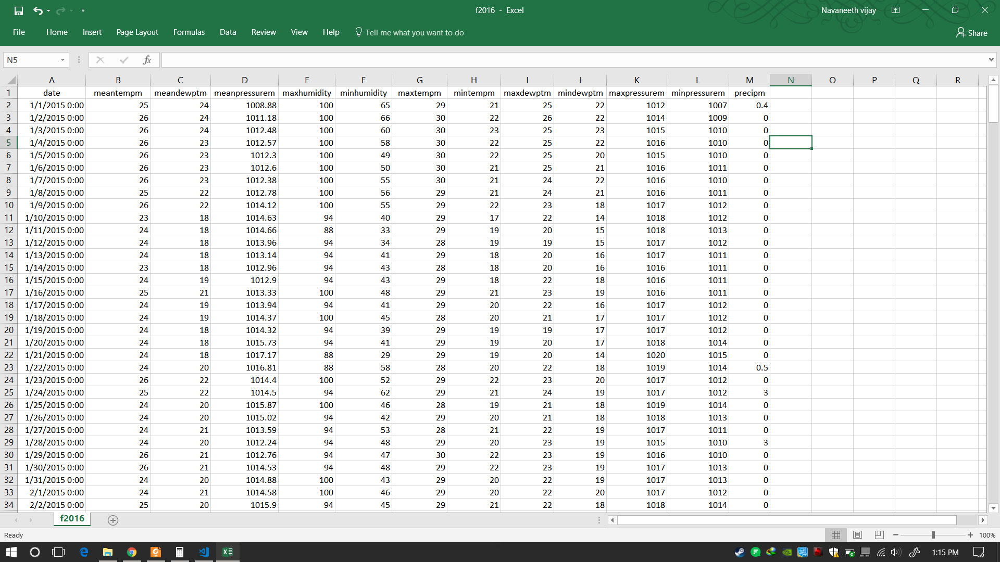 f2016 - Excel
Navaneeth vijay
File Home Insert Page Layout Formulas Data Review View Help Tell me what you want to do Share
N5 fx
A B C D E F G H I J K L M N O P Q R
1 date meantempm meandewptm meanpressurem maxhumidity minhumidity maxtempm mintempm maxdewptm mindewptm maxpressurem minpressurem precipm
2 1/1/2015 0:00 25 24 1008.88 100 65 29 21 25 22 1012 1007 0.4
3 1/2/2015 0:00 26 24 1011.18 100 66 30 22 26 22 1014 1009 0
4 1/3/2015 0:00 26 24 1012.48 100 60 30 23 25 23 1015 1010 0
5 1/4/2015 0:00 26 23 1012.57 100 58 30 22 25 22 1016 1010 0
6 1/5/2015 0:00 26 23 1012.3 100 49 30 22 25 20 1015 1010 0
7 1/6/2015 0:00 26 23 1012.6 100 50 30 21 25 21 1016 1011 0
8 1/7/2015 0:00 26 23 1012.38 100 55 30 21 24 22 1016 1010 0
9 1/8/2015 0:00 25 22 1012.78 100 56 29 21 24 21 1016 1011 0
10 1/9/2015 0:00 26 22 1014.12 100 55 29 22 23 18 1017 1012 0
11 1/10/2015 0:00 23 18 1014.63 94 40 29 17 22 14 1018 1012 0
12 1/11/2015 0:00 24 18 1014.66 88 33 29 19 20 15 1018 1013 0
13 1/12/2015 0:00 24 18 1013.96 94 34 28 19 19 15 1017 1012 0
14 1/13/2015 0:00 24 18 1013.14 94 41 29 18 20 16 1017 1011 0
15 1/14/2015 0:00 23 18 1012.96 94 43 28 18 20 16 1016 1011 0
16 1/15/2015 0:00 24 19 1012.9 94 43 29 18 22 18 1016 1011 0
17 1/16/2015 0:00 25 21 1013.33 100 48 29 21 23 19 1016 1011 0
18 1/17/2015 0:00 24 19 1013.94 94 41 29 20 22 16 1017 1012 0
19 1/18/2015 0:00 24 19 1014.37 100 45 28 20 21 17 1017 1012 0
20 1/19/2015 0:00 24 18 1014.32 94 39 29 19 19 17 1017 1012 0
21 1/20/2015 0:00 24 18 1015.73 94 41 29 19 20 17 1018 1014 0
22 1/21/2015 0:00 24 18 1017.17 88 29 29 19 20 14 1020 1015 0
23 1/22/2015 0:00 24 20 1016.81 88 58 28 20 22 18 1019 1014 0.5
24 1/23/2015 0:00 26 22 1014.4 100 52 29 22 23 20 1017 1012 0
25 1/24/2015 0:00 25 22 1014.5 94 62 29 21 24 19 1017 1012 3
26 1/25/2015 0:00 24 20 1015.87 100 46 28 19 21 18 1019 1014 0
27 1/26/2015 0:00 24 20 1015.02 94 42 29 20 21 18 1018 1013 0
28 1/27/2015 0:00 24 21 1013.59 94 53 28 21 22 19 1017 1011 0
29 1/28/2015 0:00 24 20 1012.24 94 48 29 20 23 19 1015 1010 3
30 1/29/2015 0:00 26 21 1012.76 94 47 30 22 23 19 1016 1010 0
31 1/30/2015 0:00 26 21 1014.53 94 48 29 22 23 19 1017 1013 0
32 1/31/2015 0:00 24 20 1014.88 100 43 29 20 22 19 1017 1013 0
33 2/1/2015 0:00 24 21 1014.58 100 46 29 20 22 20 1017 1012 0
34 2/2/2015 0:00 25 20 1015.9 94 45 29 21 22 18 1018 1014 0
f2016
Ready 100%
1:15 PM